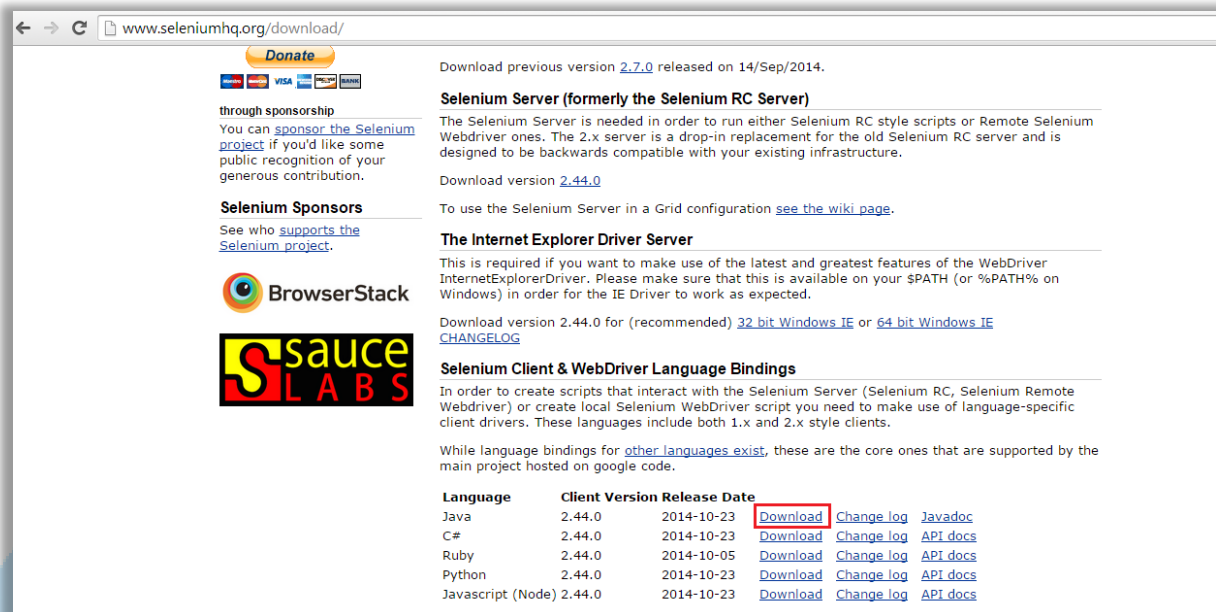 www.seleniumhq.org/download/
Donate
VISA
BANK
through sponsorship
You can sponsor the Selenium
project if you'd like some
public recognition of your
generous contribution.
Selenium Sponsors
See who supports the
Selenium project.
BrowserStack
sauce
LABS
Download previous version 2.7.0 released on 14/Sep/2014.
Selenium Server (formerly the Selenium RC Server)
The Selenium Server is needed in order to run either Selenium RC style
scripts or Remote Selenium
Webdriver ones. The 2.x server is a drop-in replacement for the old Selenium RC server and is
designed to be backwards compatible with your existing infrastructure.
Download version 2.44.0
To use the Selenium Server in a Grid configuration see the wiki page.
The Internet Explorer Driver Server
This is required if you want to make use of the latest and greatest features of the WebDriver
InternetExplorerDriver. Please make sure that this is available on your $PATH (or %PATH% on
Windows) in order for the IE Driver to work as expected.
Download version 2.44.0 for (recommended) 32 bit Windows IE or 64 bit Windows IE
CHANGELOG
Selenium Client & WebDriver Language Bindings
In order to create scripts that interact with the Selenium Server (Selenium RC, Selenium Remote
Webdriver) or create local Selenium WebDriver script you need to make use of language-specific
client drivers. These languages include both 1.x and 2.x style clients.
While language bindings for other languages exist, these are the core ones that are supported by the
main project hosted on google code.
Language Client Version Release Date
Java 2.44.0 2014-10-23 Download Change log Javadoc
C# 2.44.0 2014-10-23 Download Change log API docs
Ruby 2.44.0 2014-10-05 Download Change log API docs
Python 2.44.0 2014-10-23 Download Change log API docs
Javascript (Node) 2.44.0 2014-10-23 Download Change log API docs